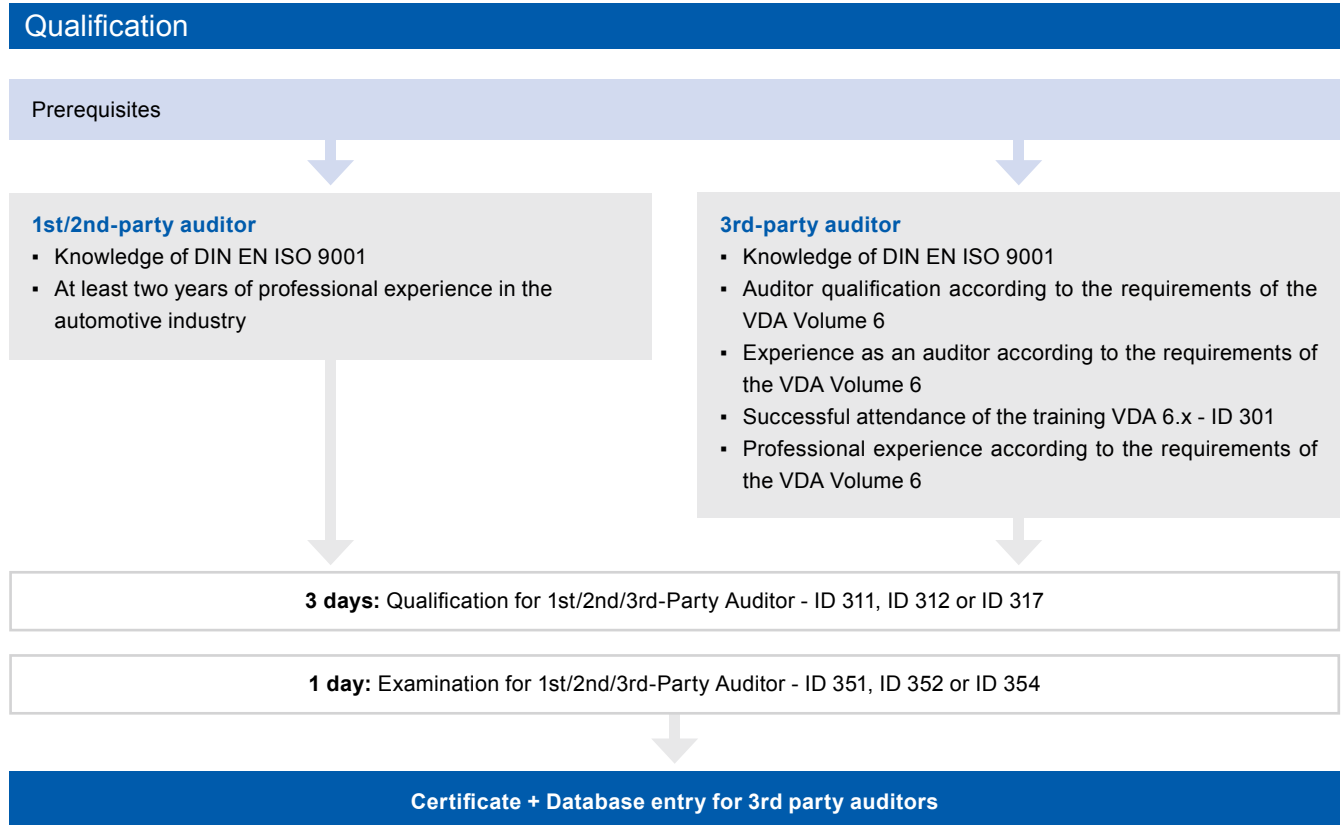 Qualification
Prerequisites
1st/2nd-party auditor
▪ Knowledge of DIN EN ISO 9001
▪ At least two years of professional experience in the
automotive industry
3rd-party auditor
▪ Knowledge of DIN EN ISO 9001
▪ Auditor qualification according to the requirements of the
VDA Volume 6
▪ Experience as an auditor according to the requirements of
the VDA Volume 6
▪ Successful attendance of the training VDA 6.x - ID 301
▪ Professional experience according to the requirements of
the VDA Volume 6
3 days: Qualification for 1st/2nd/3rd-Party Auditor - ID 311, ID 312 or ID 317
1 day: Examination for 1st/2nd/3rd-Party Auditor - ID 351, ID 352 or ID 354
Certificate + Database entry for 3rd party auditors